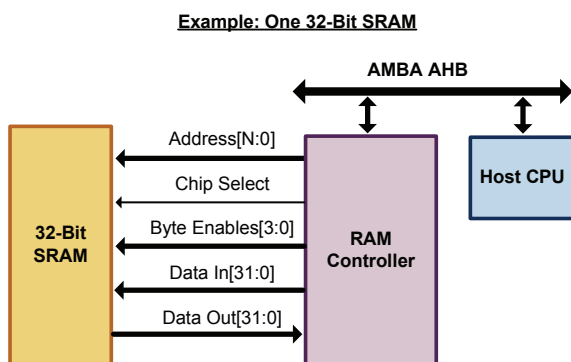 Example: One 32-Bit SRAM
AMBA AHB
Address[N:0]
Chip Select
Byte Enables[3:0]
Data In[31:0]
Data Out[31:0]
32-Bit
SRAM
RAM
Controller
Host CPU